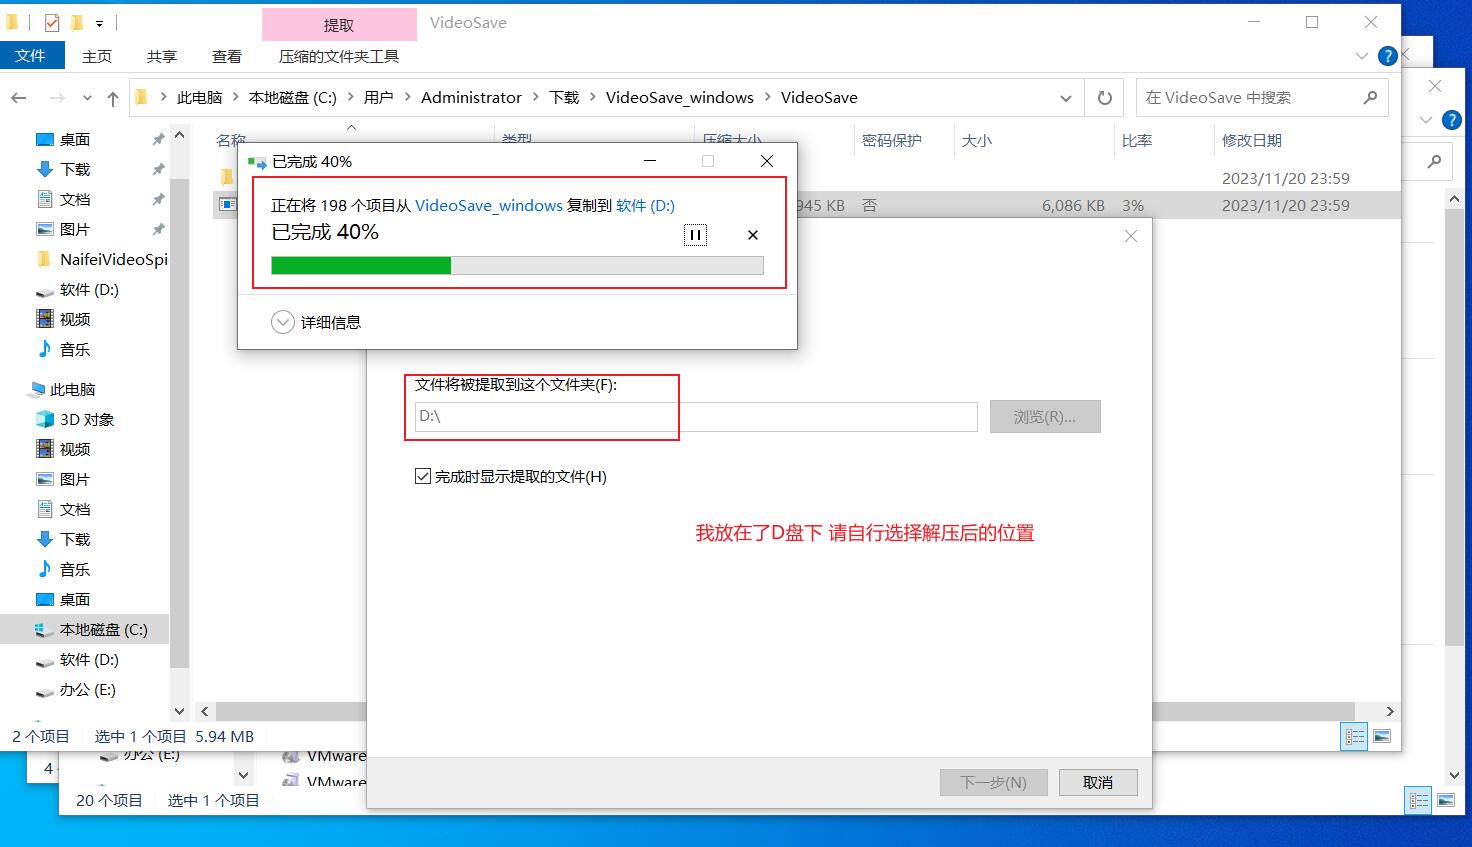 提取
VideoSave
文件
主页
共享
查看
压缩的文件夹工具
此电脑
本地磁盘 (C:)
用户
Administrator
下载
VideoSave_windows
VideoSave
在 VideoSave 中搜索
名称
类型
压缩大小
密码保护
大小
比率
修改日期
2023/11/20 23:59
945 KB
否
6,086 KB
3%
2023/11/20 23:59
已完成 40%
正在将 198 个项目从 VideoSave_windows 复制到 软件 (D:)
已完成 40%
详细信息
文件将被提取到这个文件夹(F):
D:\
浏览(R)...
完成时显示提取的文件(H)
我放在了D盘下 请自行选择解压后的位置
下一步(N)
取消
桌面
下载
文档
图片
NaifeiVideoSpi
软件 (D:)
视频
音乐
此电脑
3D 对象
视频
图片
文档
下载
音乐
桌面
本地磁盘 (C:)
软件 (D:)
办公 (E:)
2 个项目
选中 1 个项目 5.94 MB
办公 (E:)
VMware
4
VMware
20 个项目
选中 1 个项目